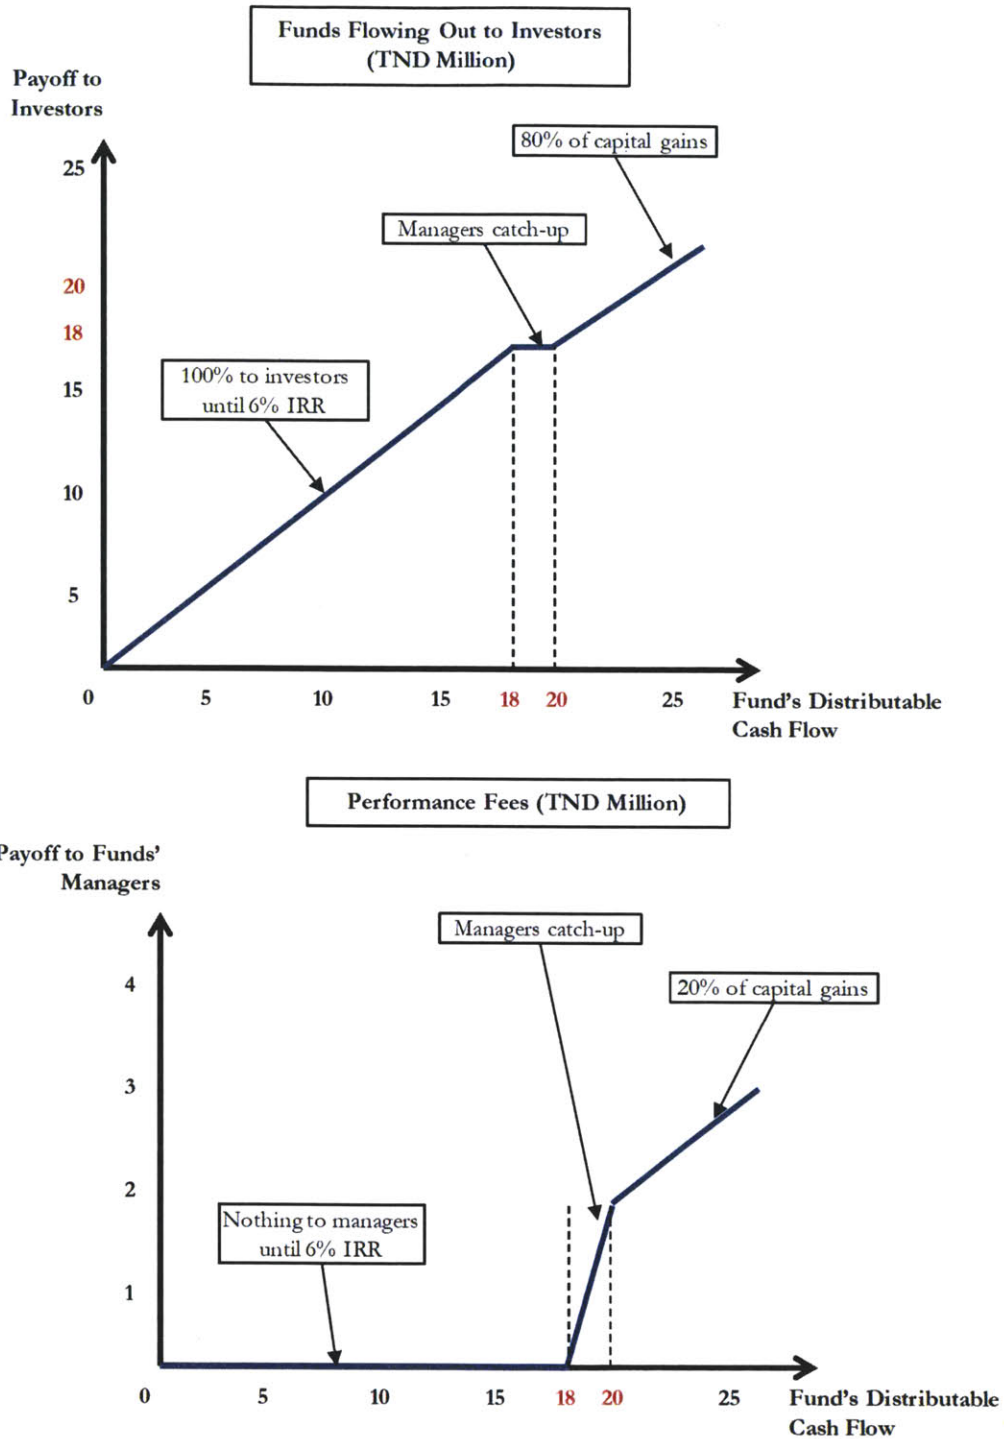 Funds Flowing Out to Investors
(TND Million)
Payoff to
Investors
80% of capital gains
25
Managers catch-up
20
18
100% to investors
until 6% IRR
15
10
5
0 5 10 15 18 20 25 Fund's Distributable
Cash Flow
Performance Fees (TND Million)
Payoff to Funds'
Managers
Managers catch-up
4
20% of capital gains
3
2
Nothing to managers
until 6% IRR
1
0 5 10 15 18 20 25 Fund's Distributable
Cash Flow